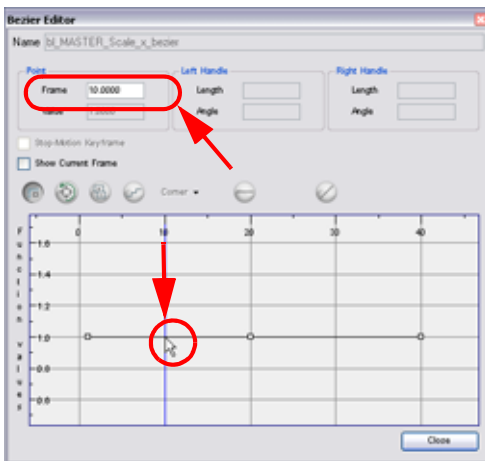 Bezier Editor
Name bl_MASTER_Scale_x_bezier
Point Left Handle Right Handle
Frame 10.0000 Length Length
Value Angle Angle
Stop-Motion Keyframe
Show Current Frame
Corner
0 10 20 30 40
1.6
1.4
1.2
1.0
0.8
0.6
Function values
Close